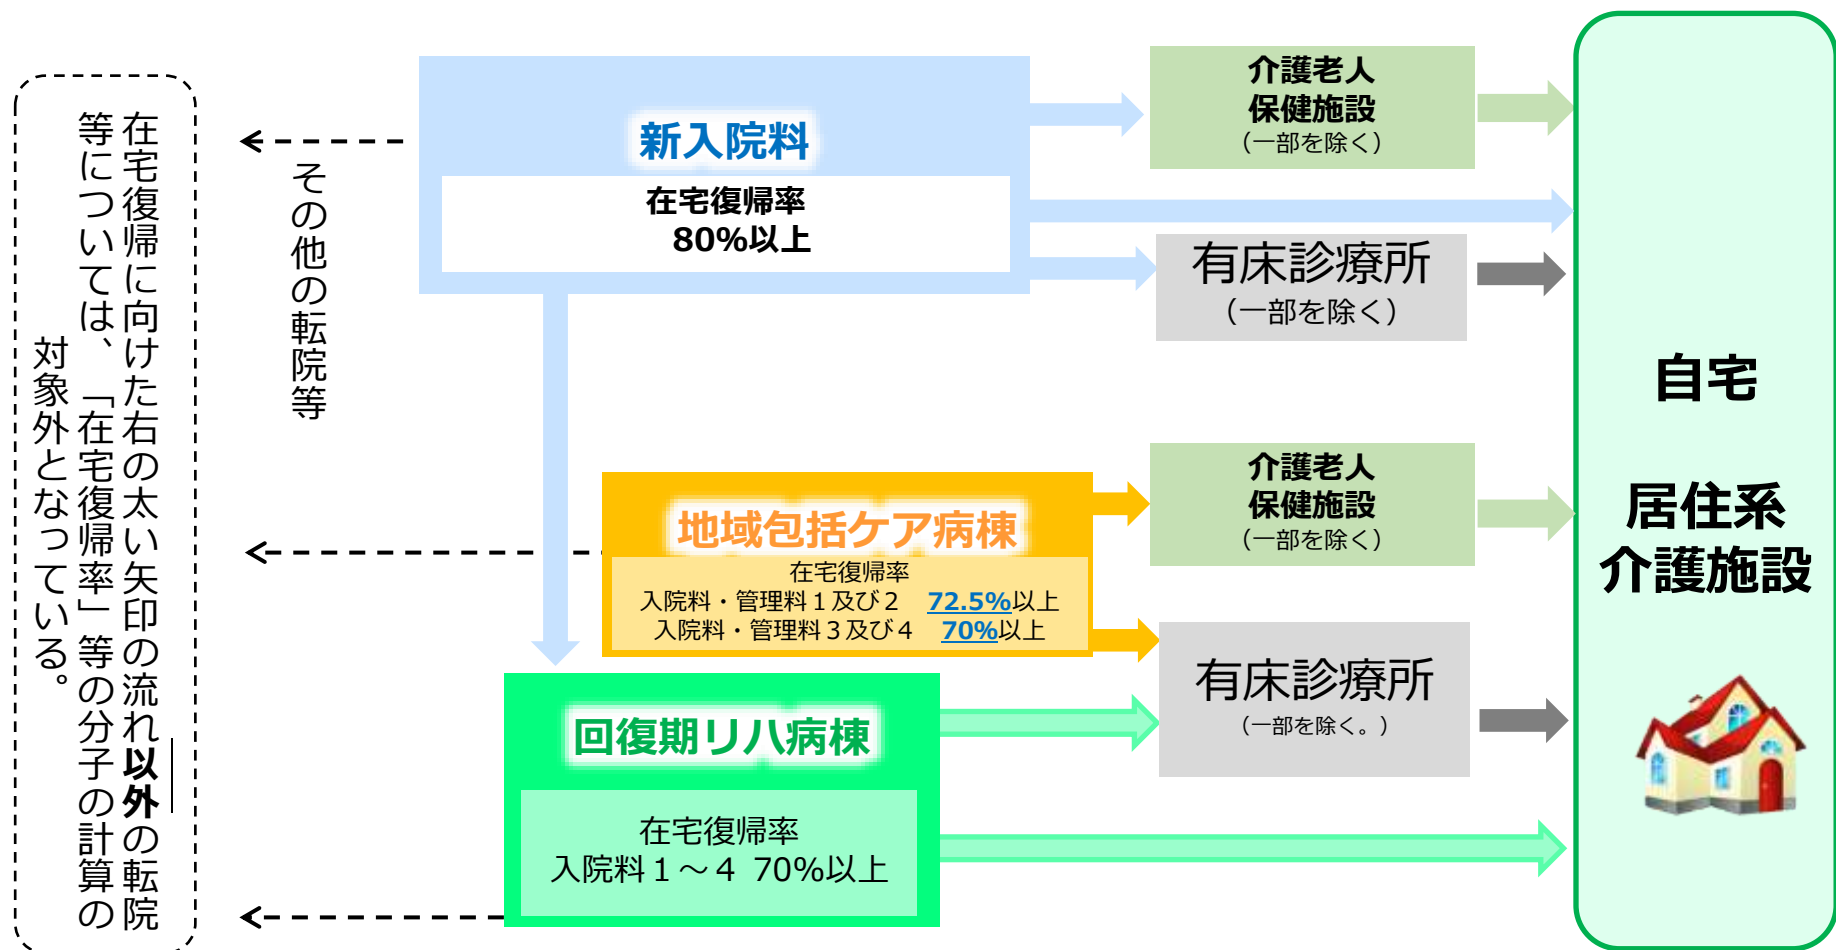 在宅復帰に向けた右の太い矢印の流れ以外の転院
等については、「在宅復帰率」等の分子の計算の
対象外となっている。
その他の転院等
新入院料
在宅復帰率
80%以上
介護老人
保健施設
（一部を除く）
有床診療所
（一部を除く）
地域包括ケア病棟
在宅復帰率
入院料・管理料１及び２ 72.5%以上
入院料・管理料３及び４ 70%以上
介護老人
保健施設
（一部を除く）
有床診療所
（一部を除く。）
回復期リハ病棟
在宅復帰率
入院料１～４ 70%以上
自宅
居住系
介護施設